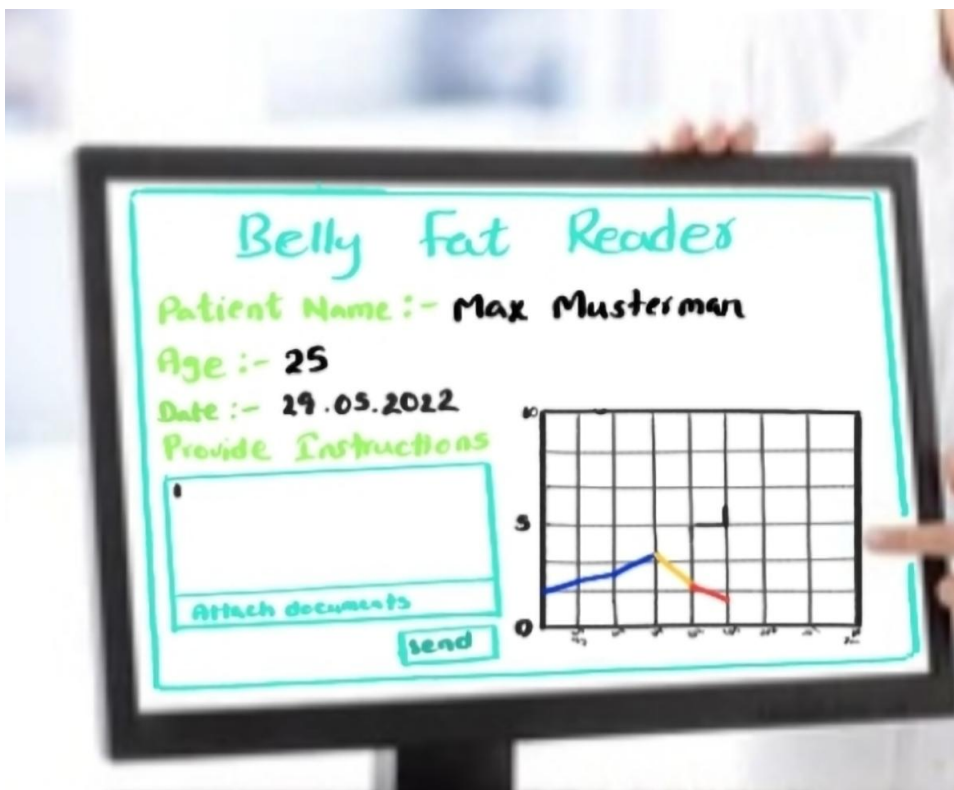 Belly Fat Reader
Patient Name :- Max Musterman
Age :- 25
Date :- 29.05.2022
Provide Instructions
Attach documents
send
10
5
0